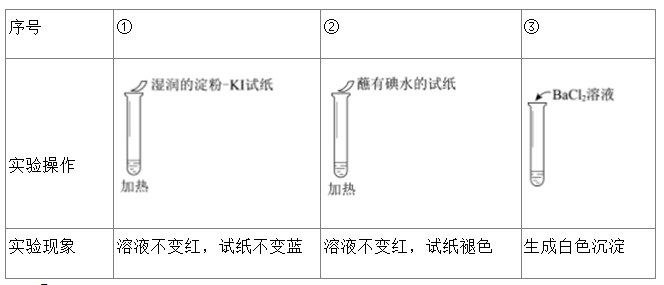 序号 ① ② ③
实验操作 湿润的淀粉-KI试纸 加热 蘸有碘水的试纸 加热 BaCl₂溶液
实验现象 溶液不变红，试纸不变蓝 溶液不变红，试纸褪色 生成白色沉淀